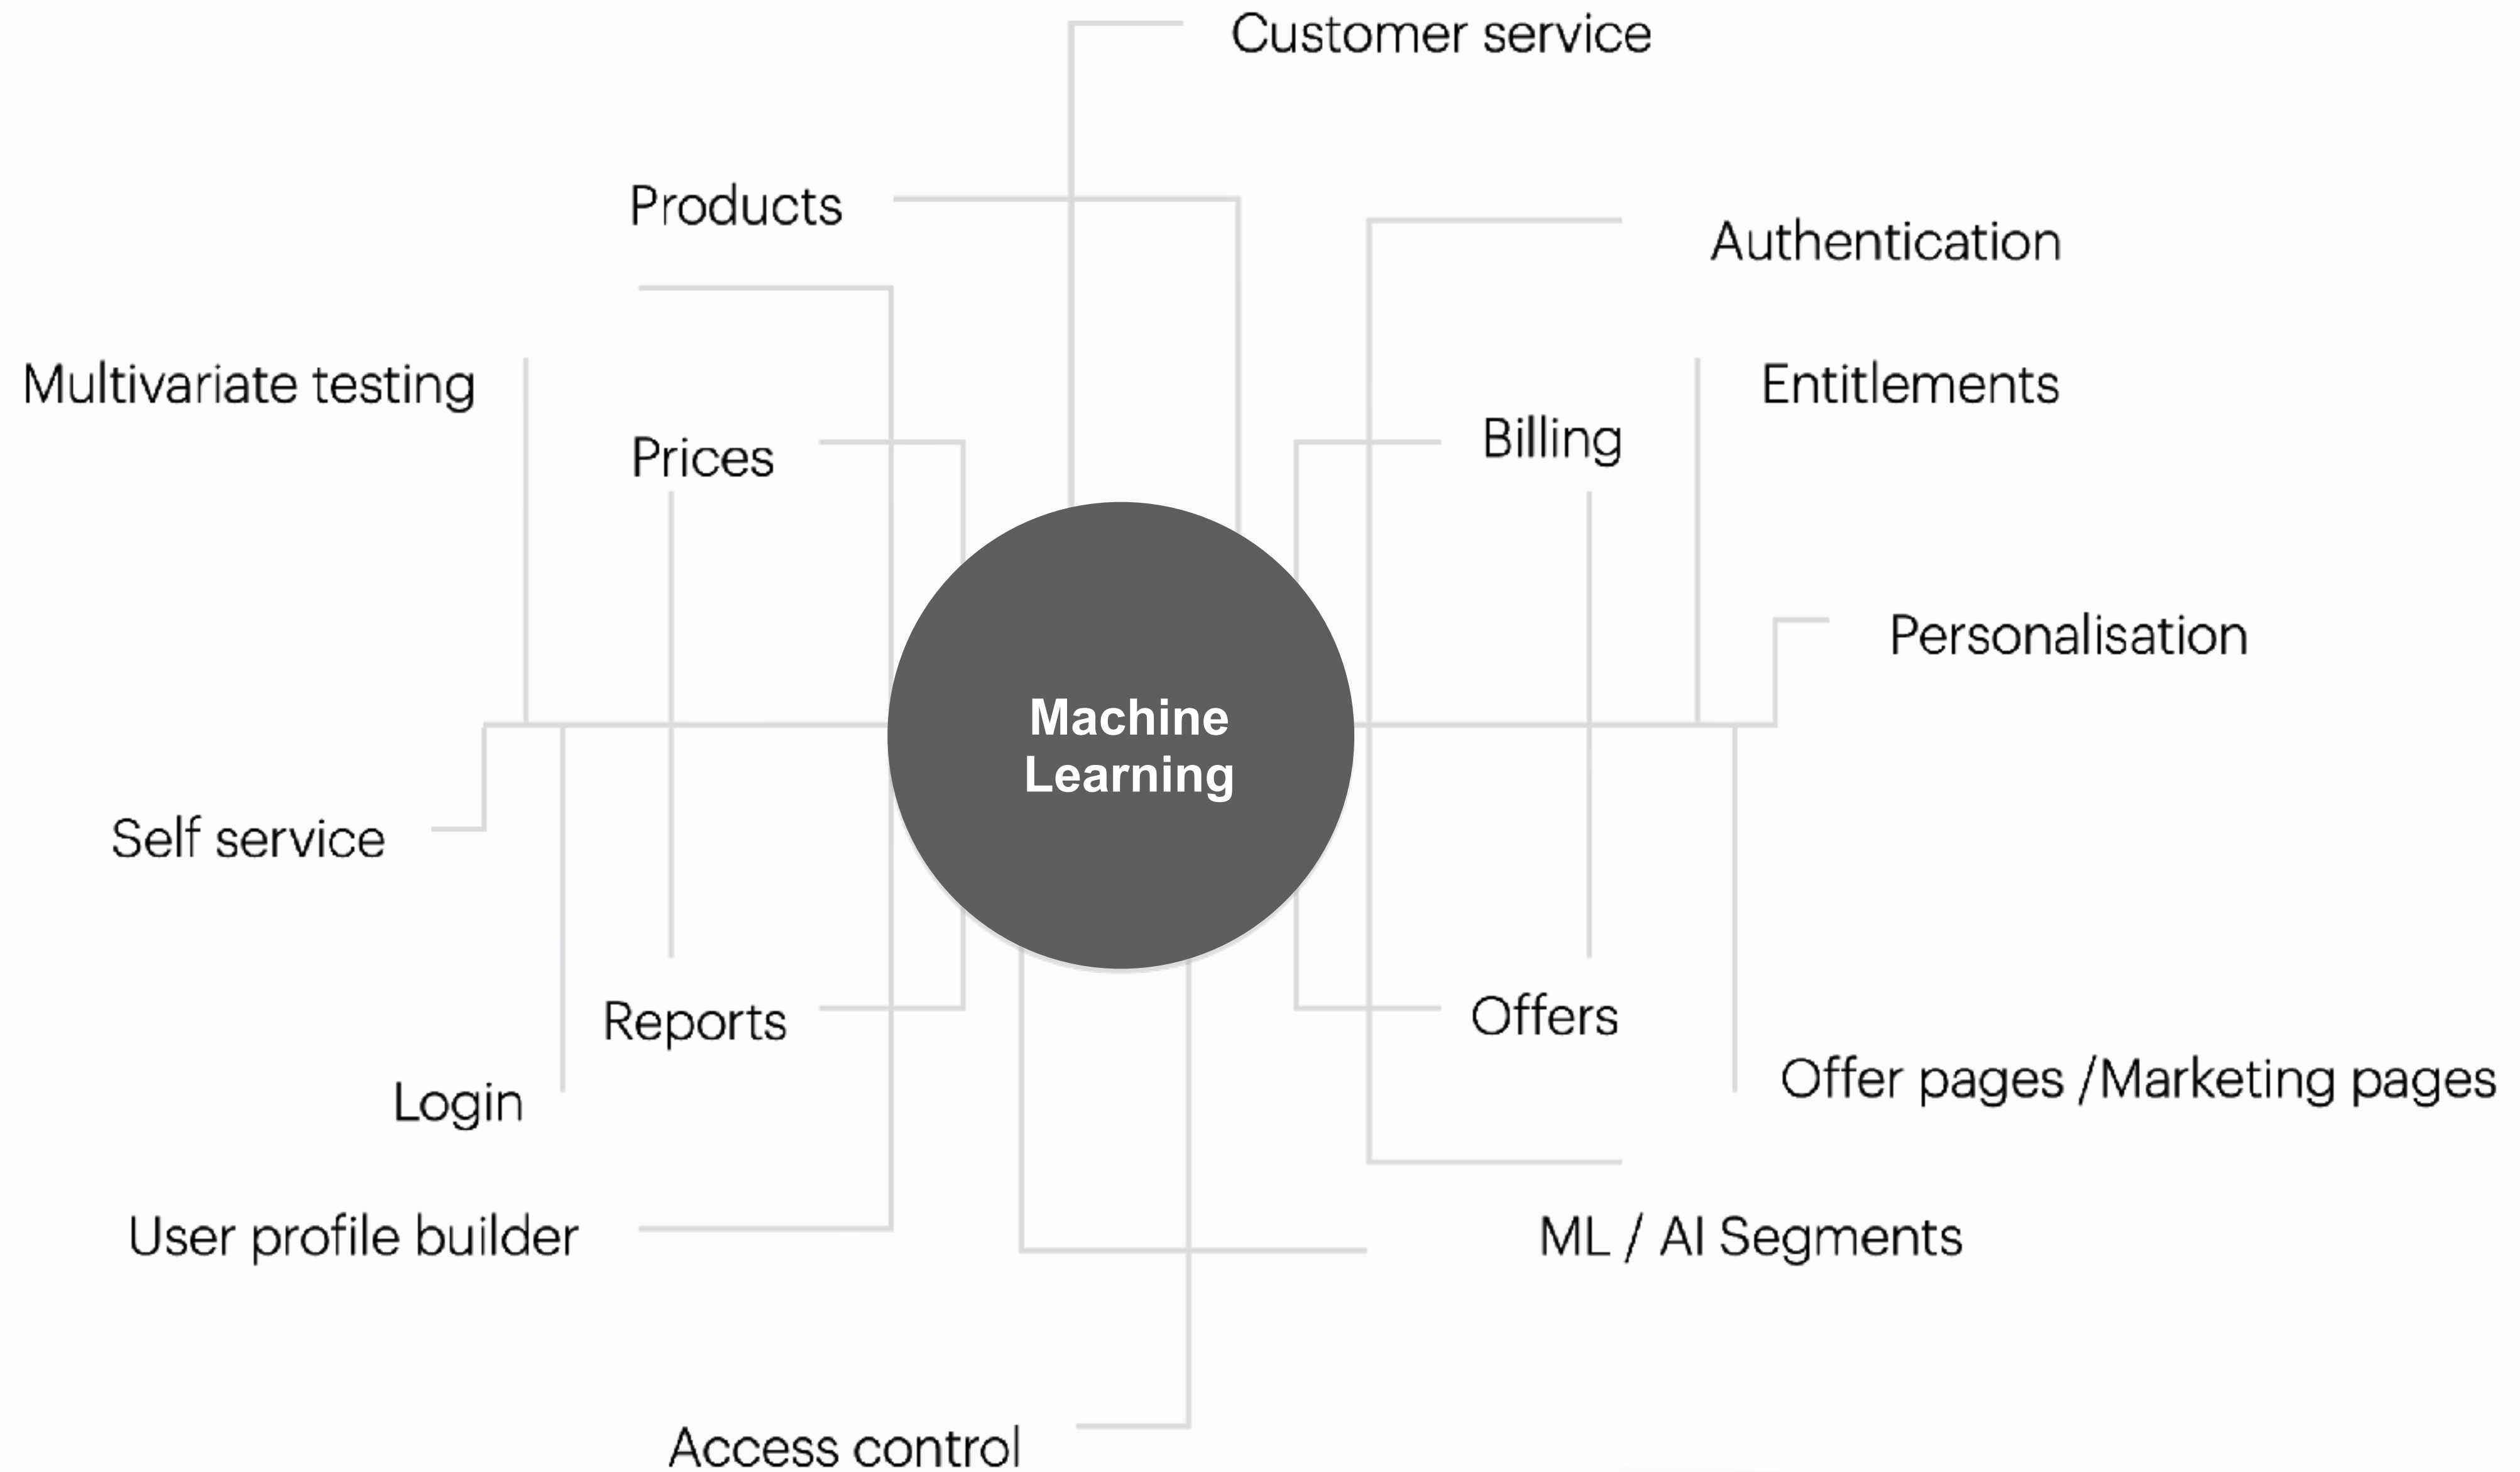 Customer service
Products
Authentication
Multivariate testing
Entitlements
Prices
Billing
Personalisation
Machine
Learning
Self service
Reports
Offers
Login
Offer pages /Marketing pages
User profile builder
ML / AI Segments
Access control